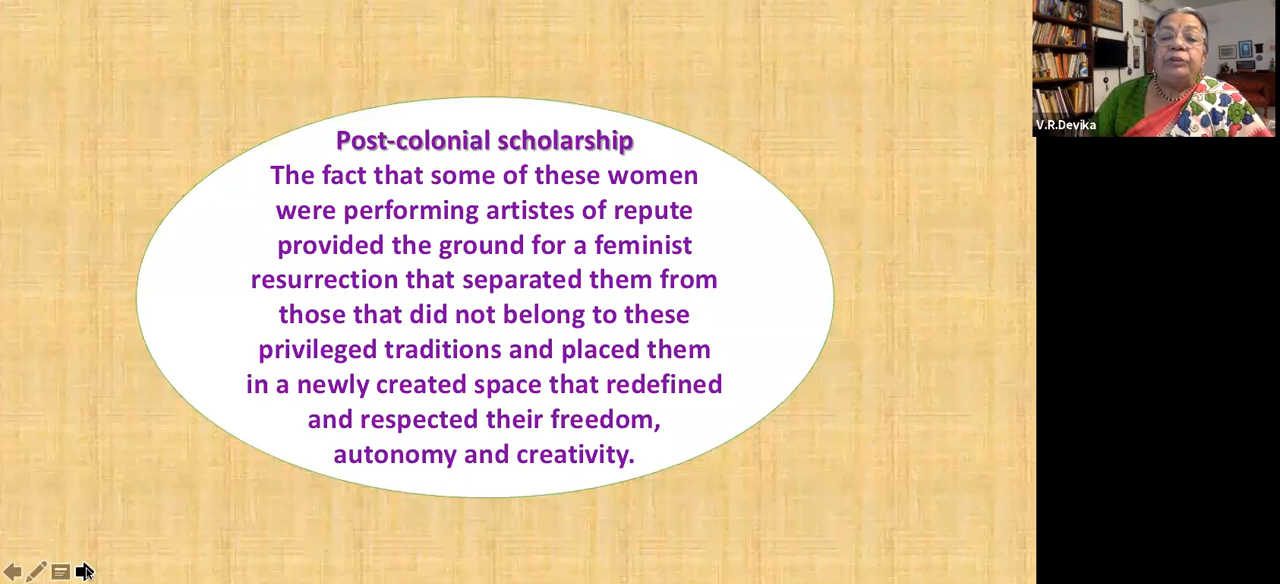 Post-colonial scholarship
The fact that some of these women
were performing artistes of repute
provided the ground for a feminist
resurrection that separated them from
those that did not belong to these
privileged traditions and placed them
in a newly created space that redefined
and respected their freedom,
autonomy and creativity.
V.R.Devika